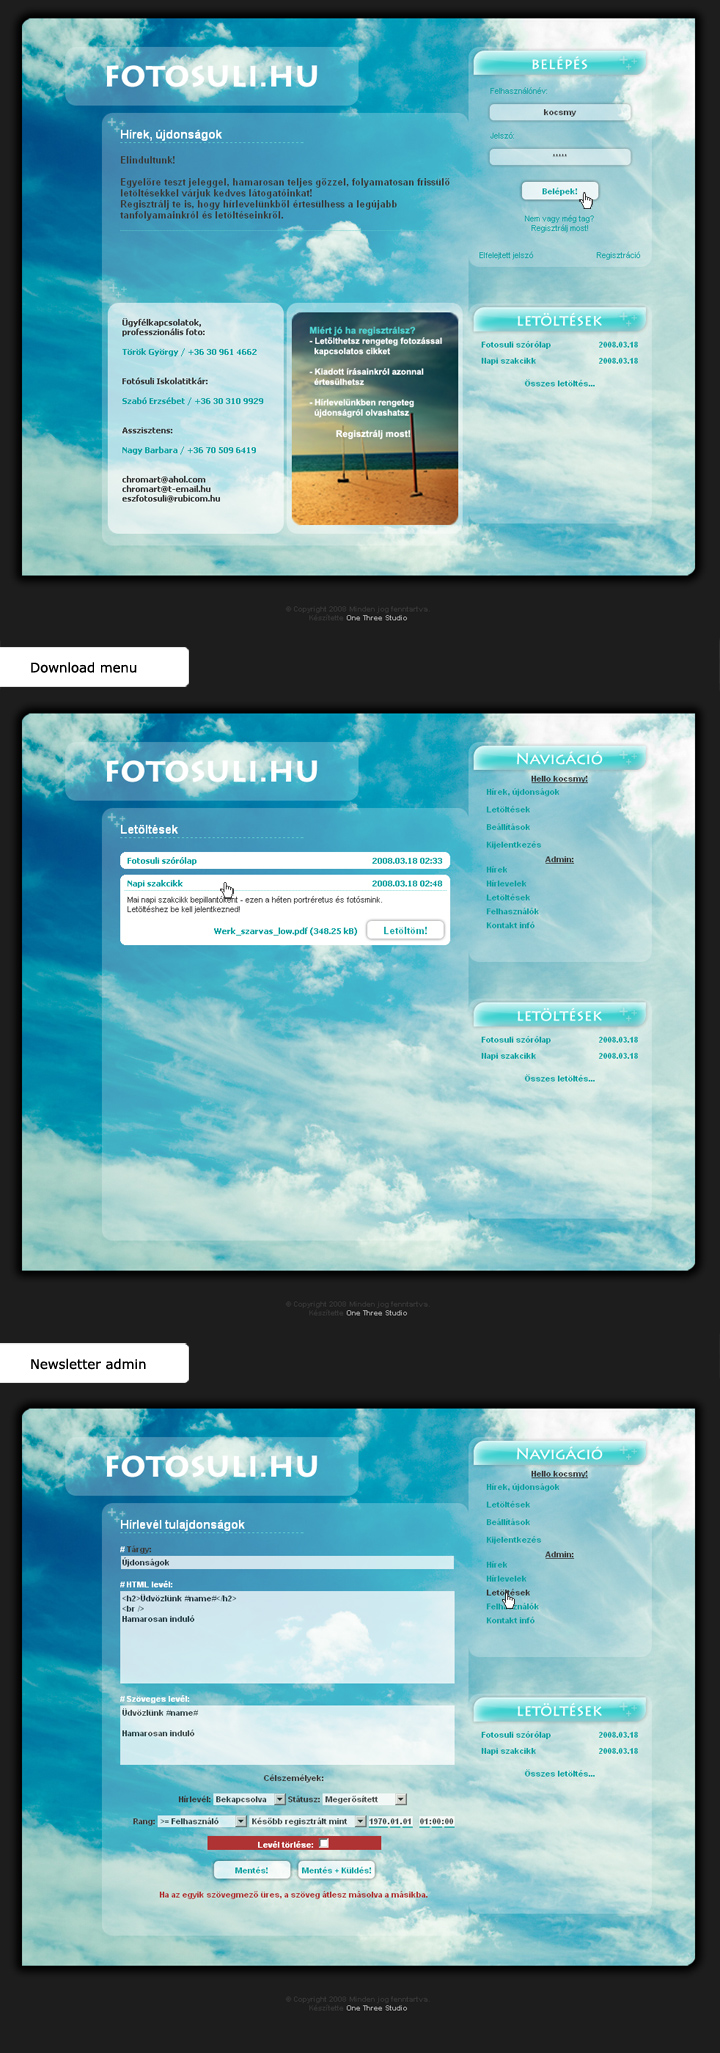 FOTOSULI.HU
Hírek, újdonságok
Elindultunk!
Egyelőre teszt jeleggel, hamarosan teljes gőzzel, folyamatosan frissülő
letöltésekkel várjuk kedves látogatóinkat!
Regisztrálj te is, hogy hírlevelünkből értesülhess a legújabb
tanfolyamainkról és letöltéseinkről.
Ügyfélkapcsolatok,
professzionális foto:
Török György / +36 30 961 4662
Fotósuli Iskolatitkár:
Szabó Erzsébet / +36 30 310 9929
Asszisztens:
Nagy Barbara / +36 70 509 6419
chromart@ahol.com
chromart@t-email.hu
eszfotosuli@rubicom.hu
Miért jó ha regisztrálsz?
- Letölthetsz rengeteg fotozással
kapcsolatos cikket
- Kiadott írásainkról azonnal
értesülhetsz
- Hírlevelünkben rengeteg
újdonságról olvashatsz
Regisztrálj most!
BELÉPÉS
Felhasználónév:
kocsmy
Jelszó:
*****
Belépek!
Nem vagy még tag?
Regisztrálj most!
Elfelejtett jelszó Regisztráció
LETÖLTÉSEK
Fotosuli szórólap 2008.03.18
Napi szakcikk 2008.03.18
Összes letöltés...
© Copyright 2008. Minden jog fenntartva.
Készítette One Three Studio
Download menu
FOTOSULI.HU
Letöltések
Fotosuli szórólap 2008.03.18 02:33
Napi szakcikk 2008.03.18 02:48
Mai napi szakcikk bepillantóként - ezen a héten portréretus és fotósmink.
Letöltéshez be kell jelentkezned!
Werk_szarvas_low.pdf (348.25 kB) Letöltöm!
NAVIGÁCIÓ
Hello kocsmy!
Hírek, újdonságok
Letöltések
Beállítások
Kijelentkezés
Admin:
Hírek
Hírlevelek
Letöltések
Felhasználók
Kontakt infó
LETÖLTÉSEK
Fotosuli szórólap 2008.03.18
Napi szakcikk 2008.03.18
Összes letöltés...
© Copyright 2008. Minden jog fenntartva.
Készítette One Three Studio
Newsletter admin
FOTOSULI.HU
Hírlevél tulajdonságok
# Tárgy:
Újdonságok
# HTML levél:
<h2>Üdvözlünk #name#</h2>
<br />
Hamarosan induló
# Szöveges levél:
Üdvözlünk #name#
Hamarosan induló
Célszemélyek:
Hírlevél: Bekapcsolva Státusz: Megerősített
Rang: >= Felhasználó Később regisztrált mint 1970.01.01 01:00:00
Levél törlése:
Mentés! Mentés + Küldés!
Ha az egyik szövegmező üres, a szöveg átlesz másolva a másikba.
NAVIGÁCIÓ
Hello kocsmy!
Hírek, újdonságok
Letöltések
Beállítások
Kijelentkezés
Admin:
Hírek
Hírlevelek
Letöltések
Felhasználók
Kontakt infó
LETÖLTÉSEK
Fotosuli szórólap 2008.03.18
Napi szakcikk 2008.03.18
Összes letöltés...
© Copyright 2008. Minden jog fenntartva.
Készítette One Three Studio